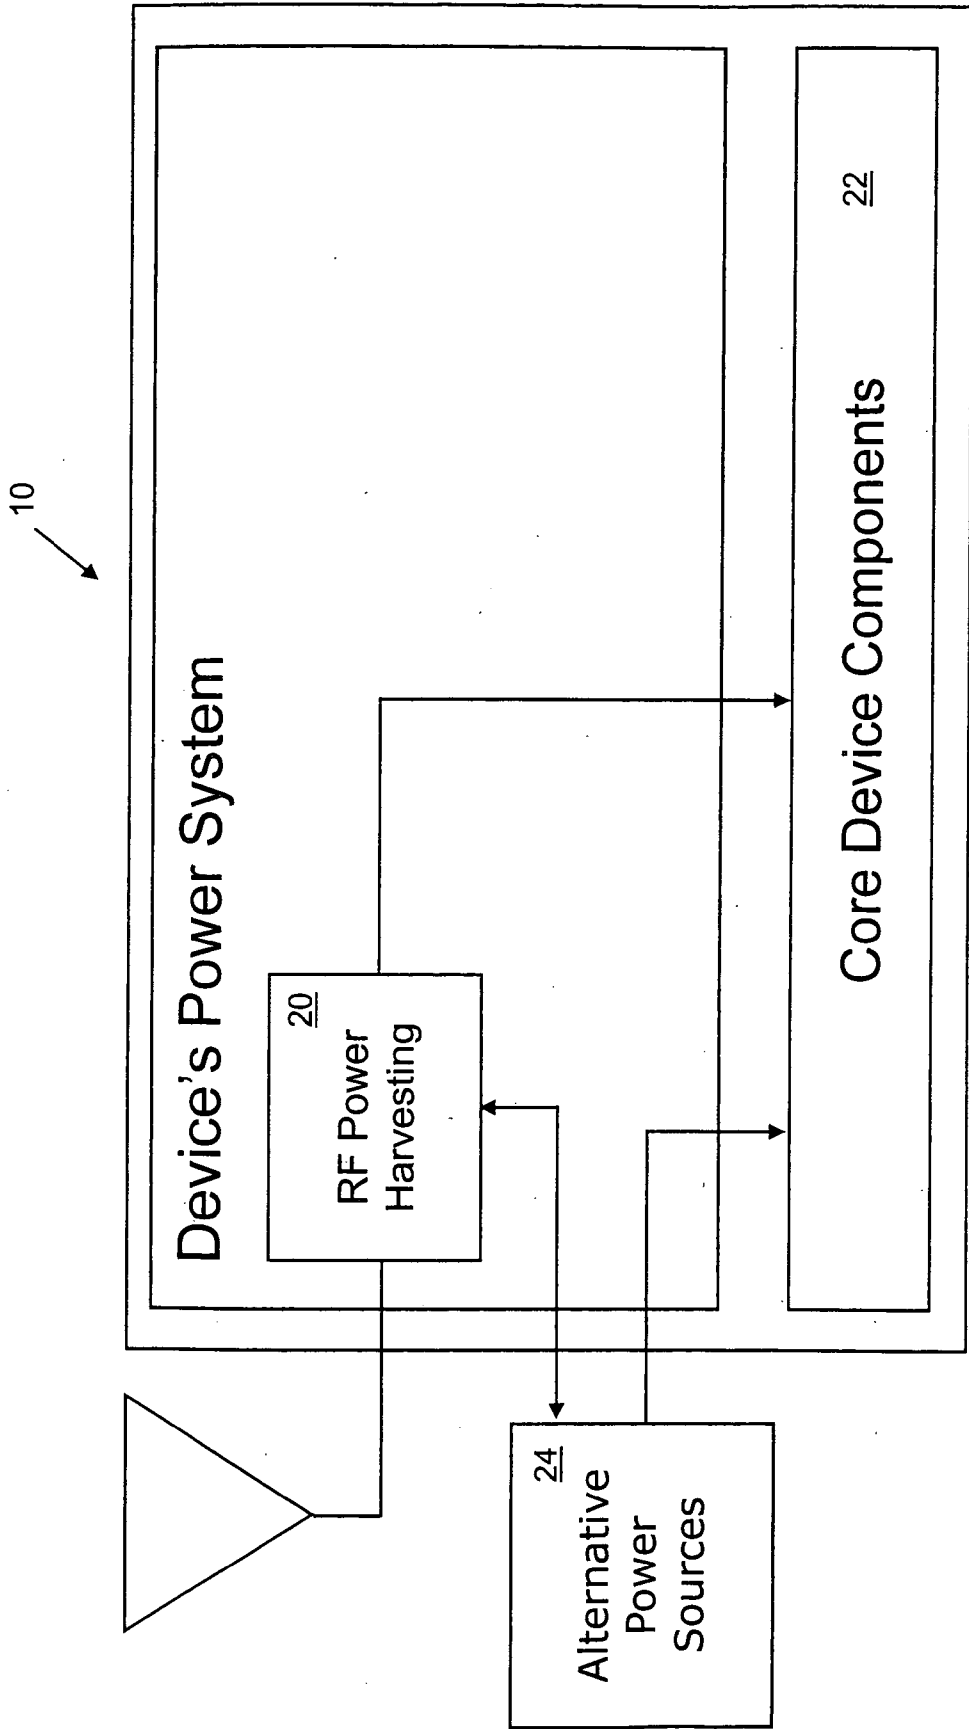 10
Device's Power System
20
RF Power
Harvesting
24
Alternative
Power
Sources
Core Device Components
22